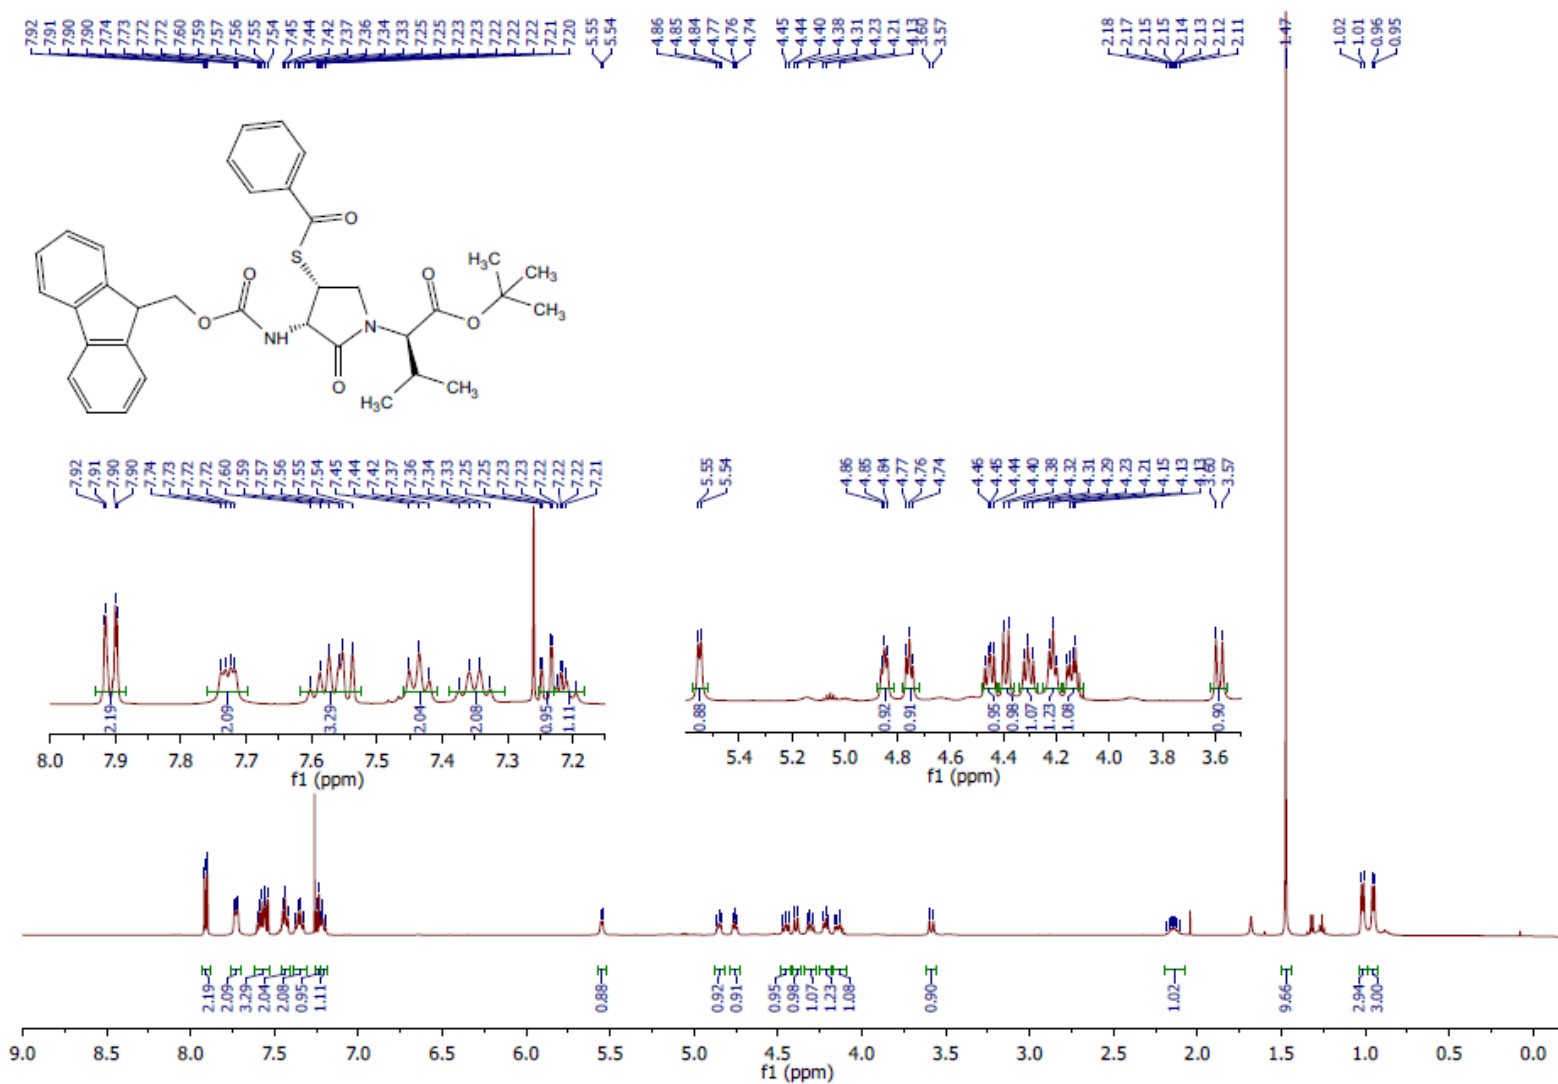 7.92 7.91 7.90 7.90 7.74 7.73 7.72 7.72 7.60 7.59 7.57 7.56 7.55 7.54 7.45 7.44 7.42 7.37 7.36 7.34 7.33 7.25 7.25 7.23 7.23 7.22 7.22 7.22 7.21 7.20 5.55 5.54 4.86 4.85 4.84 4.77 4.76 4.74 4.45 4.44 4.40 4.38 4.31 4.23 4.21 4.13 3.60 3.57 2.18 2.17 2.15 2.15 2.14 2.13 2.12 2.11 1.47 1.02 1.01 0.96 0.95
O
S
H₃C
CH₃
O
O
O
CH₃
O
N
NH
O
CH₃
H₃C
7.92 7.91 7.90 7.90 7.74 7.73 7.72 7.72 7.60 7.59 7.57 7.56 7.55 7.54 7.45 7.44 7.42 7.37 7.36 7.34 7.33 7.25 7.25 7.23 7.23 7.22 7.22 7.22 7.21 5.55 5.54 4.86 4.85 4.84 4.77 4.76 4.74 4.46 4.45 4.44 4.40 4.38 4.32 4.31 4.29 4.23 4.21 4.15 4.13 4.13 3.60 3.57
2.19 2.09 3.29 2.04 2.08 0.95 1.11
8.0 7.9 7.8 7.7 7.6 7.5 7.4 7.3 7.2
f1 (ppm)
0.88 0.92 0.91 0.95 0.98 1.07 1.23 1.08 0.90
5.4 5.2 5.0 4.8 4.6 4.4 4.2 4.0 3.8 3.6
f1 (ppm)
2.19 2.09 3.29 2.04 2.08 0.95 1.11 0.88 0.92 0.91 0.95 0.98 1.07 1.23 1.08 0.90 1.02 9.66 2.94 3.00
9.0 8.5 8.0 7.5 7.0 6.5 6.0 5.5 5.0 4.5 4.0 3.5 3.0 2.5 2.0 1.5 1.0 0.5 0.0
f1 (ppm)